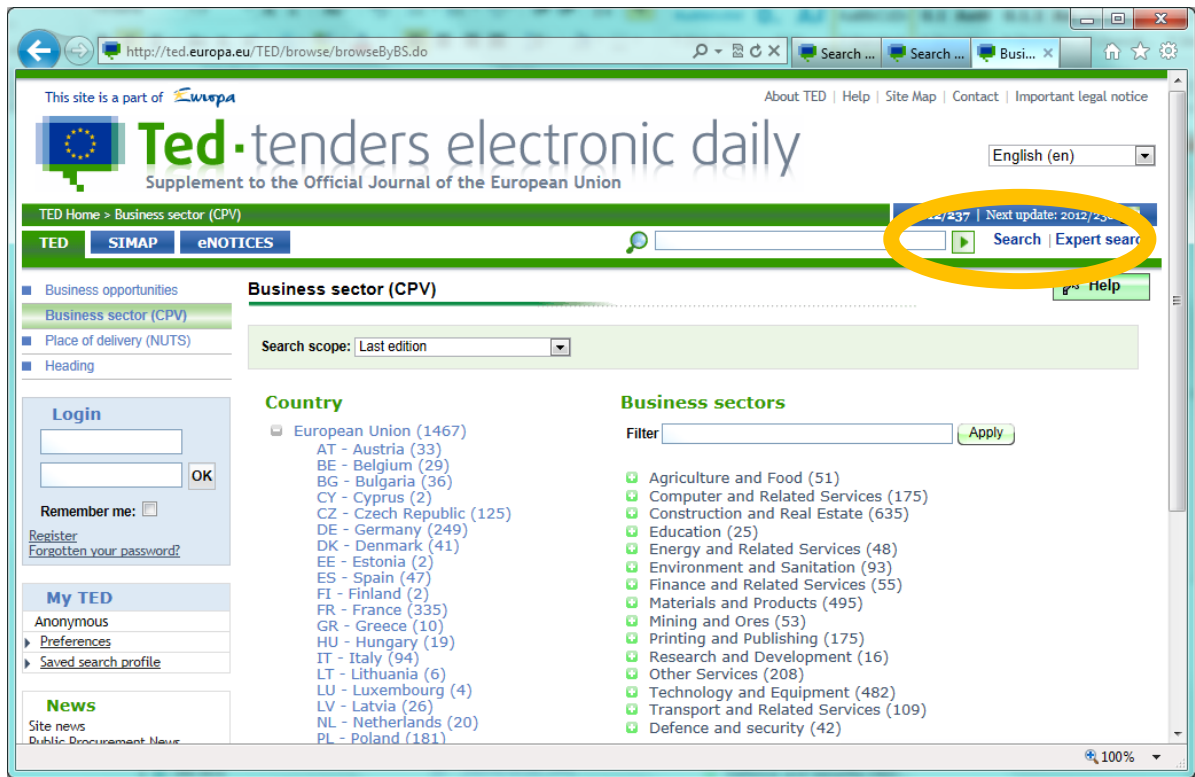 http://ted.europa.eu/TED/browse/browseByBS.do
Search ...
Search ...
Busi...
This site is a part of Europa
About TED | Help | Site Map | Contact | Important legal notice
Ted · tenders electronic daily
Supplement to the Official Journal of the European Union
English (en)
TED Home > Business sector (CPV)
/237 | Next update: 2012/238
TED SIMAP eNOTICES
Search | Expert search
Business opportunities
Business sector (CPV)
Place of delivery (NUTS)
Heading
Business sector (CPV)
Help
Search scope: Last edition
Login
OK
Remember me:
Register
Forgotten your password?
My TED
Anonymous
Preferences
Saved search profile
News
Site news
Public Procurement News
Country
European Union (1467)
AT - Austria (33)
BE - Belgium (29)
BG - Bulgaria (36)
CY - Cyprus (2)
CZ - Czech Republic (125)
DE - Germany (249)
DK - Denmark (41)
EE - Estonia (2)
ES - Spain (47)
FI - Finland (2)
FR - France (335)
GR - Greece (10)
HU - Hungary (19)
IT - Italy (94)
LT - Lithuania (6)
LU - Luxembourg (4)
LV - Latvia (26)
NL - Netherlands (20)
PL - Poland (181)
Business sectors
Filter
Apply
Agriculture and Food (51)
Computer and Related Services (175)
Construction and Real Estate (635)
Education (25)
Energy and Related Services (48)
Environment and Sanitation (93)
Finance and Related Services (55)
Materials and Products (495)
Mining and Ores (53)
Printing and Publishing (175)
Research and Development (16)
Other Services (208)
Technology and Equipment (482)
Transport and Related Services (109)
Defence and security (42)
100%